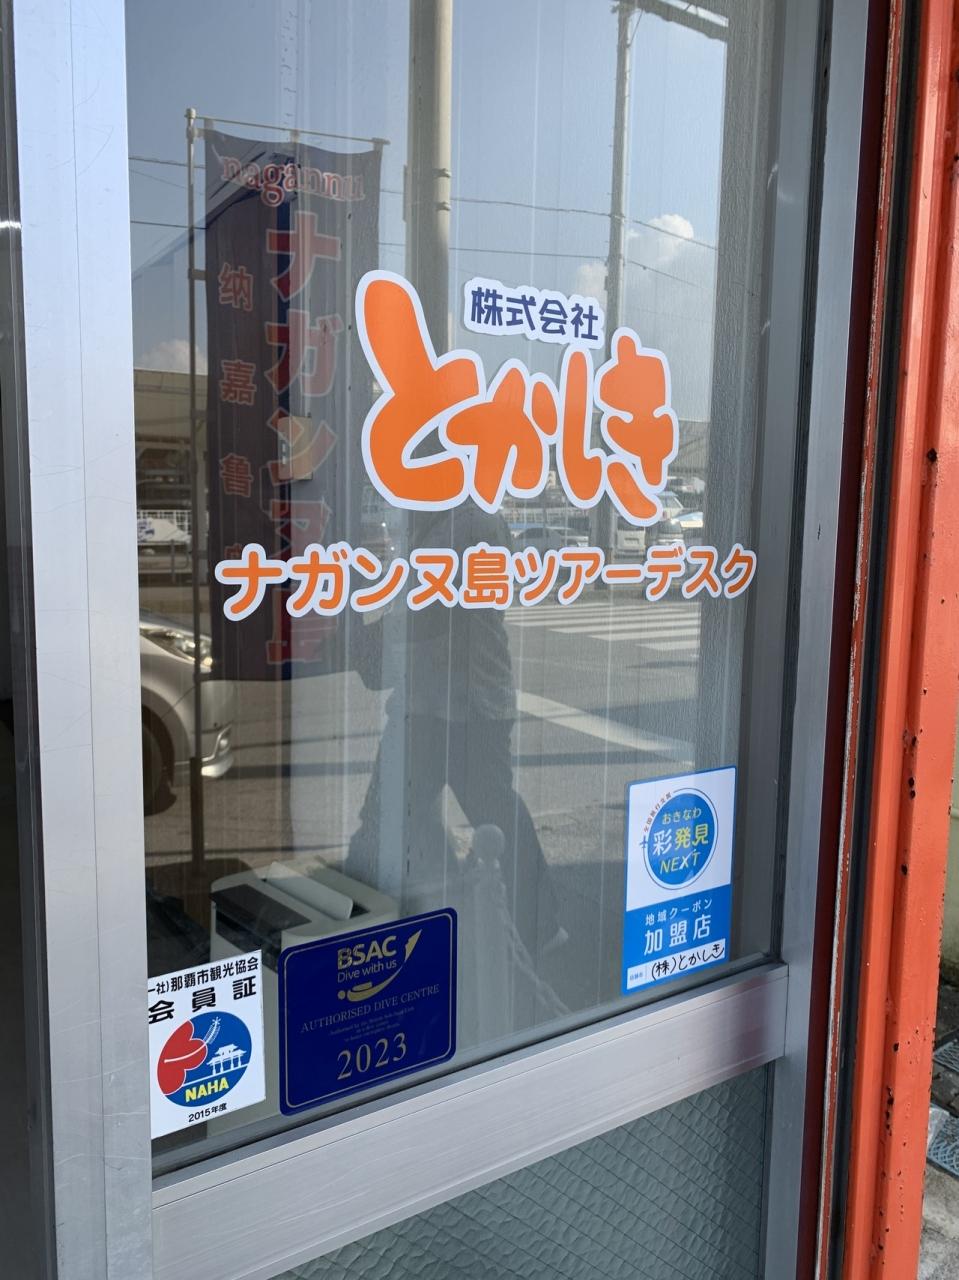 nagannu
ナガンヌ島
納嘉魯
株式会社
とかしき
ナガンヌ島ツアーデスク
おきなわ
彩発見
NEXT
地域クーポン
加盟店
(株)とかしき
BSAC
Dive with us
AUTHORISED DIVE CENTRE
2023
一社)那覇市観光協会
会員証
NAHA
2015年度